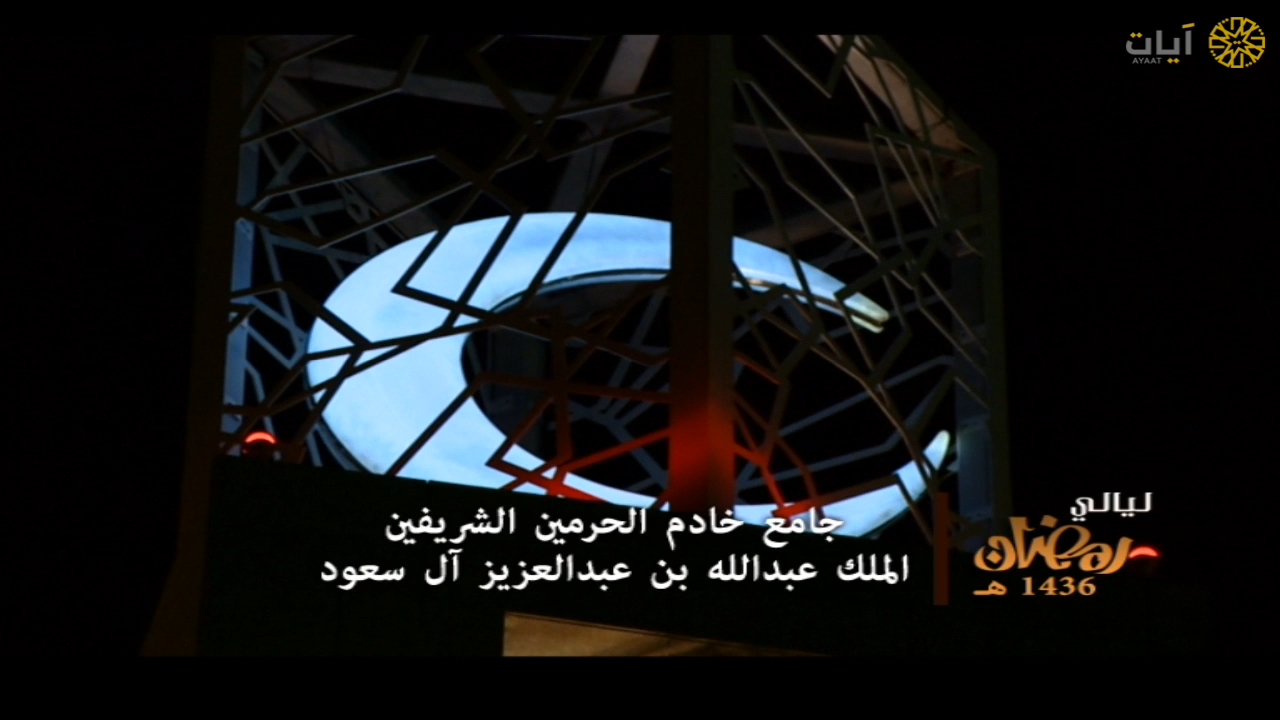 آيات
AYAAT
جامع خادم الحرمين الشريفين
الملك عبدالله بن عبدالعزيز آل سعود
ليالي
رمضان
1436 هـ